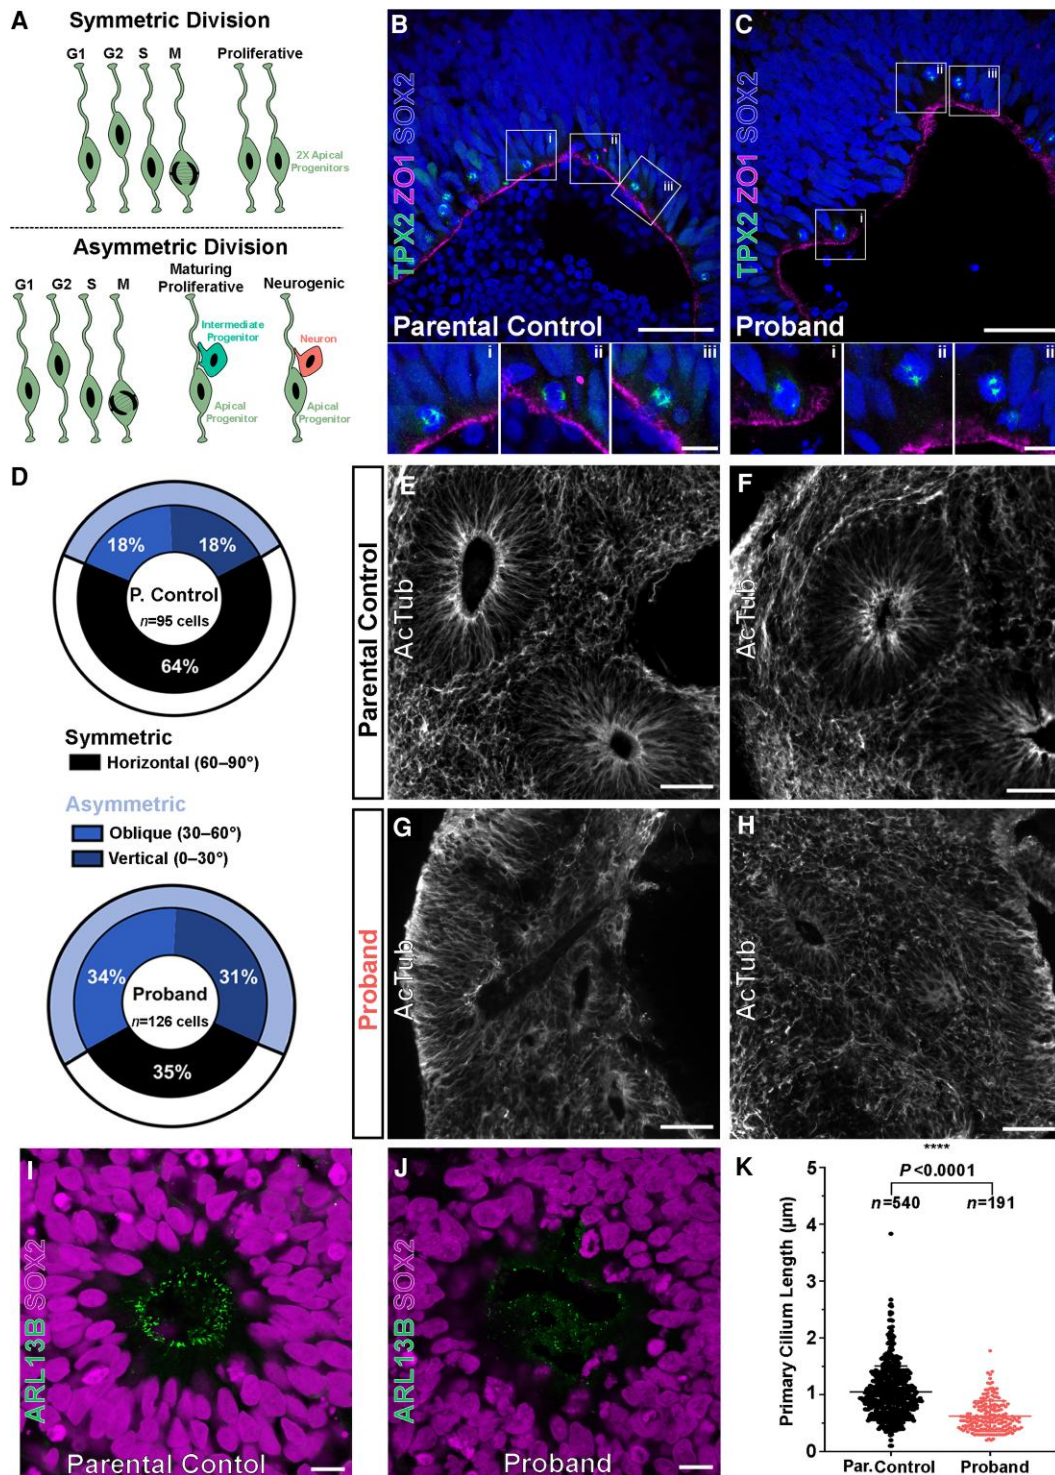 A
Symmetric Division
G1 G2 S M Proliferative
2X Apical
Progenitors
Asymmetric Division
G1 G2 S M
Maturing
Proliferative
Neurogenic
Intermediate
Progenitor
Neuron
Apical
Progenitor
Apical
Progenitor
B
TPX2 ZO1 SOX2
i
ii
iii
Parental Control
i
ii
iii
C
TPX2 ZO1 SOX2
ii
iii
i
Proband
i
ii
ii
D
18%
18%
P. Control
n=95 cells
64%
Symmetric
Horizontal (60–90°)
Asymmetric
Oblique (30–60°)
Vertical (0–30°)
34%
31%
Proband
n=126 cells
35%
Parental Control
E
AcTub
F
AcTub
Proband
G
AcTub
H
AcTub
I
ARL13B SOX2
Parental Contol
J
ARL13B SOX2
Proband
K
****
P <0.0001
n=540
n=191
Primary Cilium Length (µm)
5
4
3
2
1
0
Par.Control
Proband